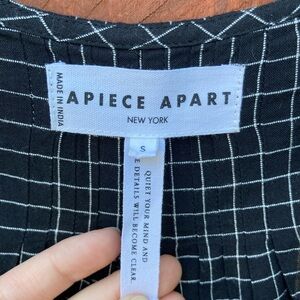 MADE IN INDIA
APIECE APART
NEW YORK
S
QUIET YOUR MIND AND
E DETAILS WILL BECOME CLEAR